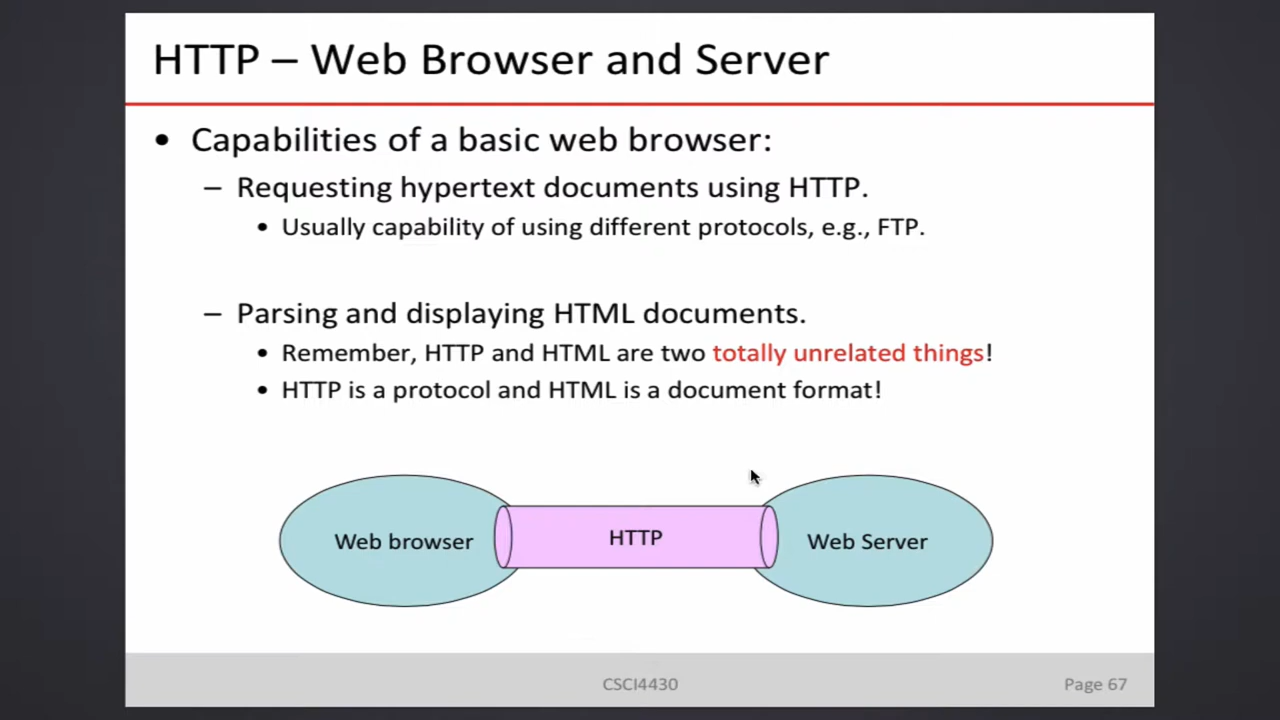 HTTP – Web Browser and Server
• Capabilities of a basic web browser:
– Requesting hypertext documents using HTTP.
• Usually capability of using different protocols, e.g., FTP.
– Parsing and displaying HTML documents.
• Remember, HTTP and HTML are two totally unrelated things!
• HTTP is a protocol and HTML is a document format!
Web browser
HTTP
Web Server
CSCI4430
Page 67